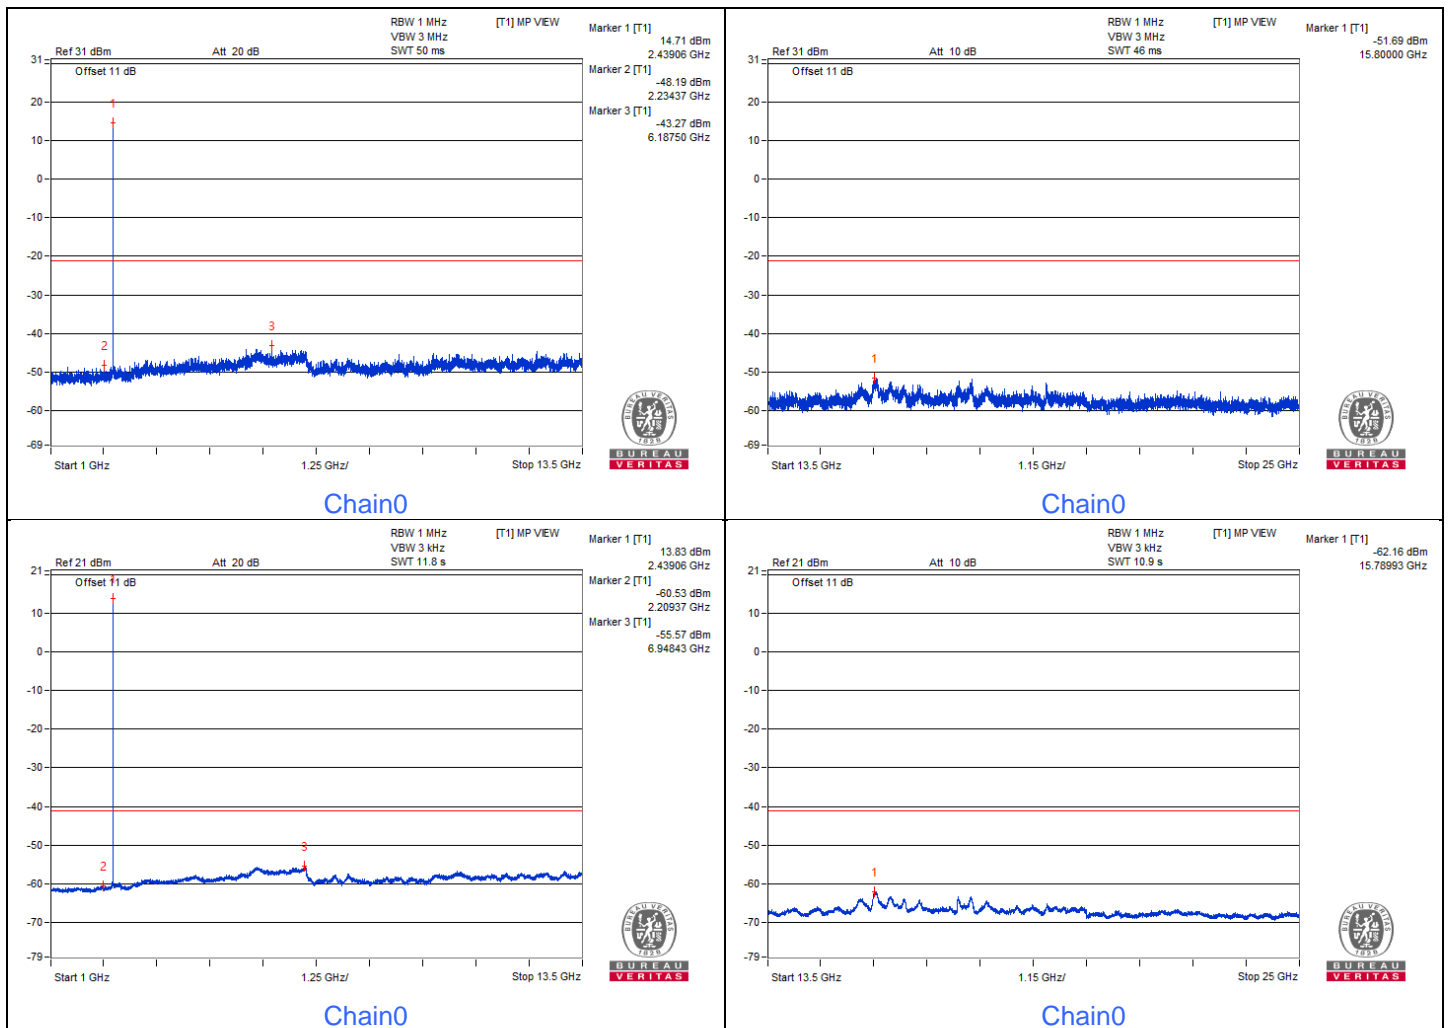 RBW 1 MHz [T1] MP VIEW
VBW 3 MHz
Ref 31 dBm Att 20 dB SWT 50 ms
Marker 1 [T1]
14.71 dBm
2.43906 GHz
Marker 2 [T1]
-48.19 dBm
2.23437 GHz
Marker 3 [T1]
-43.27 dBm
6.18750 GHz
Offset 11 dB
31
20
10
0
-10
-20
-30
-40
-50
-60
-69
1
2
3
Start 1 GHz 1.25 GHz/ Stop 13.5 GHz
BUREAU VERITAS
1828
BUREAU
VERITAS
Chain0
RBW 1 MHz [T1] MP VIEW
VBW 3 MHz
Ref 31 dBm Att 10 dB SWT 46 ms
Marker 1 [T1]
-51.69 dBm
15.80000 GHz
Offset 11 dB
31
20
10
0
-10
-20
-30
-40
-50
-60
-69
1
Start 13.5 GHz 1.15 GHz/ Stop 25 GHz
BUREAU VERITAS
1828
BUREAU
VERITAS
Chain0
RBW 1 MHz [T1] MP VIEW
VBW 3 kHz
Ref 21 dBm Att 20 dB SWT 11.8 s
Marker 1 [T1]
13.83 dBm
2.43906 GHz
Marker 2 [T1]
-60.53 dBm
2.20937 GHz
Marker 3 [T1]
-55.57 dBm
6.94843 GHz
Offset 11 dB
21
10
0
-10
-20
-30
-40
-50
-60
-70
-79
1
2
3
Start 1 GHz 1.25 GHz/ Stop 13.5 GHz
BUREAU VERITAS
1828
BUREAU
VERITAS
Chain0
RBW 1 MHz [T1] MP VIEW
VBW 3 kHz
Ref 21 dBm Att 10 dB SWT 10.9 s
Marker 1 [T1]
-62.16 dBm
15.78993 GHz
Offset 11 dB
21
10
0
-10
-20
-30
-40
-50
-60
-70
-79
1
Start 13.5 GHz 1.15 GHz/ Stop 25 GHz
BUREAU VERITAS
1828
BUREAU
VERITAS
Chain0